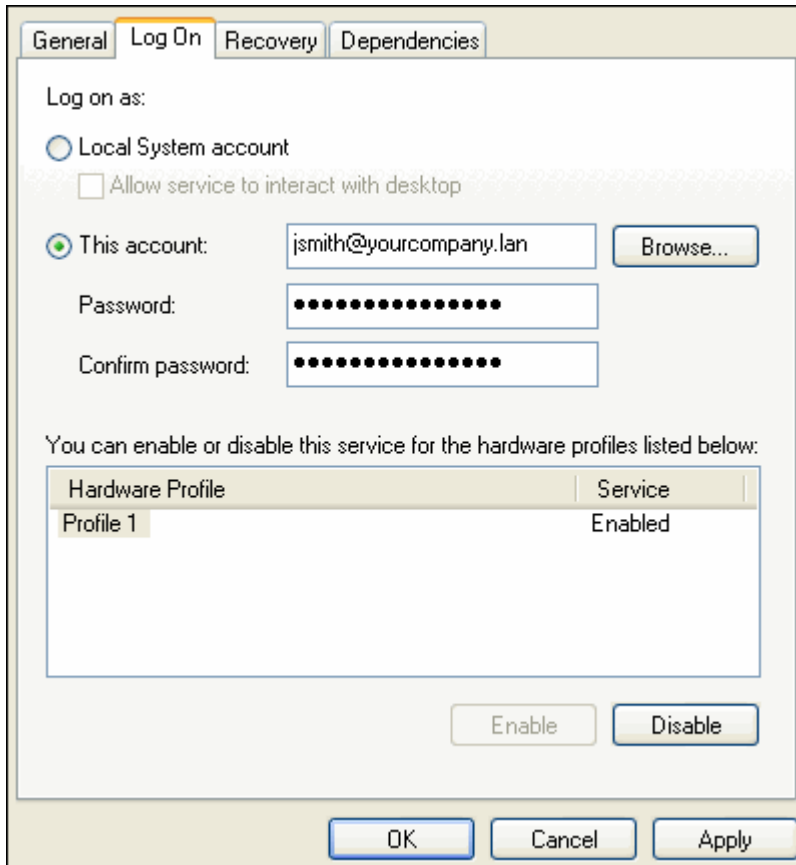 General Log On Recovery Dependencies
Log on as:
Local System account
Allow service to interact with desktop
This account: jsmith@yourcompany.lan Browse...
Password: ●●●●●●●●●●●●●●●
Confirm password: ●●●●●●●●●●●●●●●
You can enable or disable this service for the hardware profiles listed below:
Hardware Profile Service
Profile 1 Enabled
Enable Disable
OK Cancel Apply